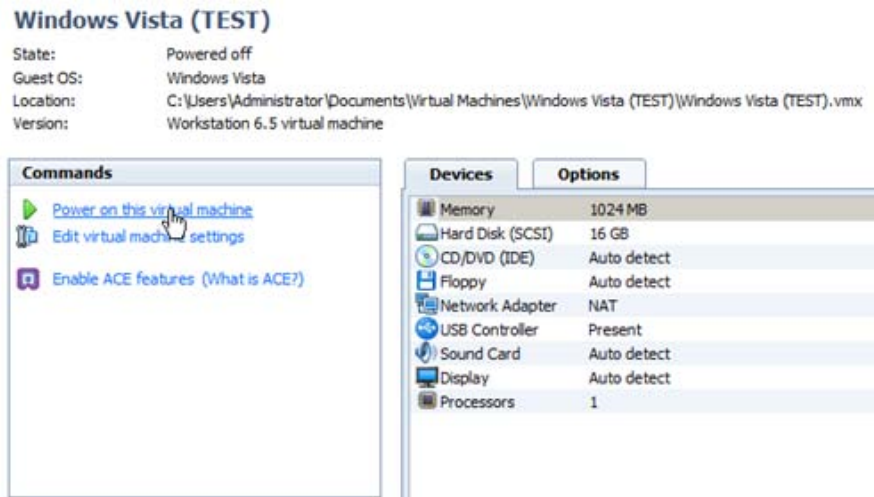 Windows Vista (TEST)
State: Powered off
Guest OS: Windows Vista
Location: C:\Users\Administrator\Documents\Virtual Machines\Windows Vista (TEST)\Windows Vista (TEST).vmx
Version: Workstation 6.5 virtual machine
Commands
Power on this virtual machine
Edit virtual machine settings
Enable ACE features (What is ACE?)
Devices Options
Memory 1024 MB
Hard Disk (SCSI) 16 GB
CD/DVD (IDE) Auto detect
Floppy Auto detect
Network Adapter NAT
USB Controller Present
Sound Card Auto detect
Display Auto detect
Processors 1